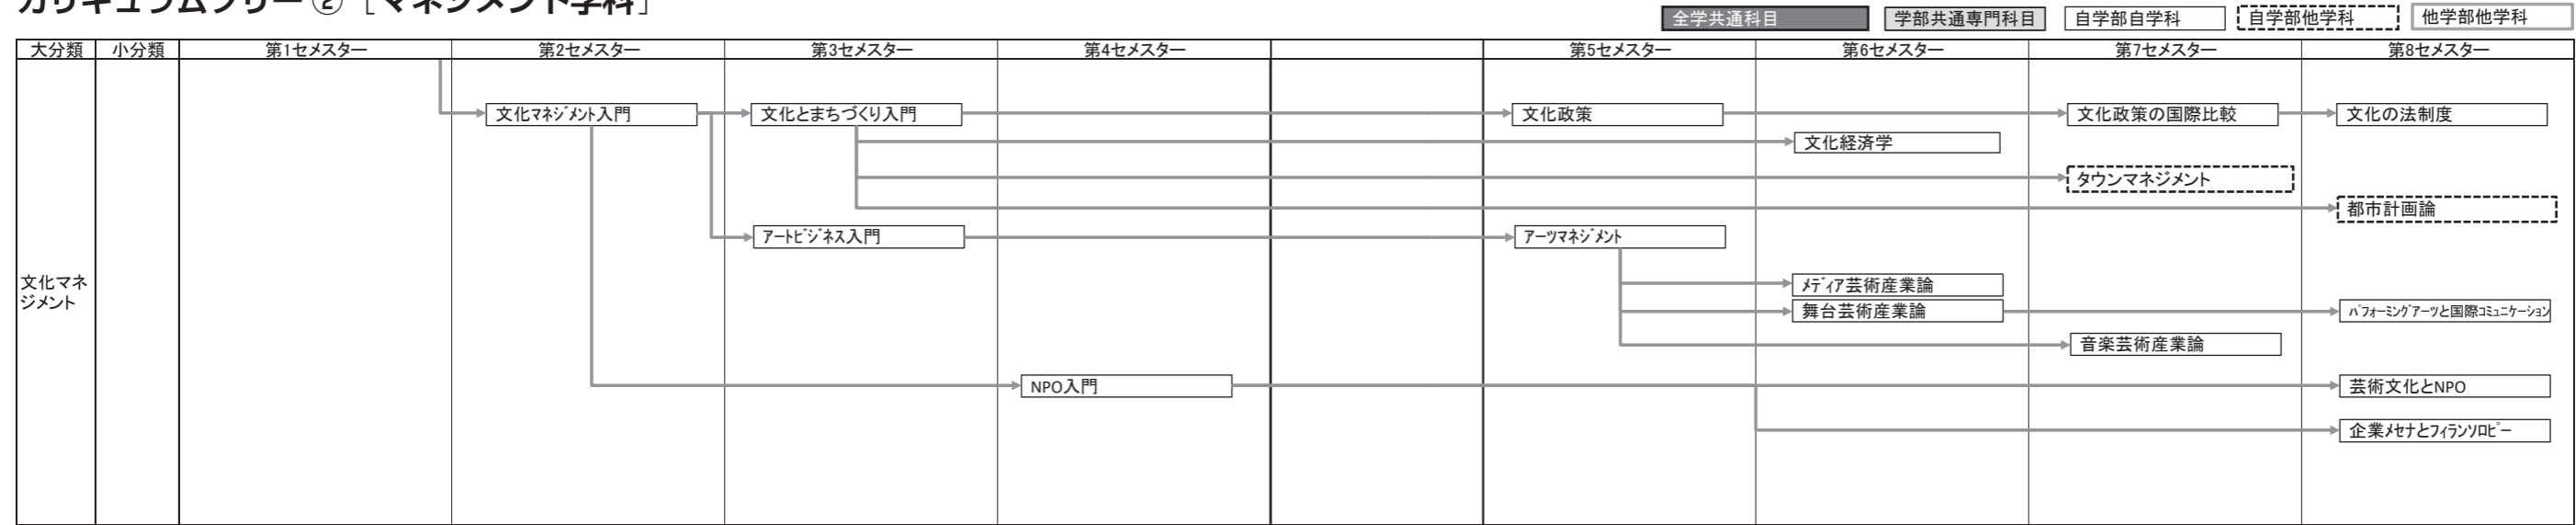 カリキュラムツリー ② [マネジメント学科]
全学共通科目 学部共通専門科目 自学部自学科 自学部他学科 他学部他学科
大分類 小分類 第1セメスター 第2セメスター 第3セメスター 第4セメスター 第5セメスター 第6セメスター 第7セメスター 第8セメスター
文化ﾏﾈｼﾞﾒﾝﾄ入門 文化とまちづくり入門 文化政策 文化政策の国際比較 文化の法制度
文化経済学
タウンマネジメント
都市計画論
ｱｰﾄﾋﾞｼﾞﾈｽ入門 ｱｰﾂﾏﾈｼﾞﾒﾝﾄ
文化マネ
ジメント
ﾒﾃﾞｨｱ芸術産業論
舞台芸術産業論 ﾊﾟﾌｫｰﾐﾝｸﾞｱｰﾂと国際ｺﾐｭﾆｹｰｼｮﾝ
音楽芸術産業論
NPO入門 芸術文化とNPO
企業ﾒｾﾅとﾌｨﾗﾝｿﾛﾋﾟｰ